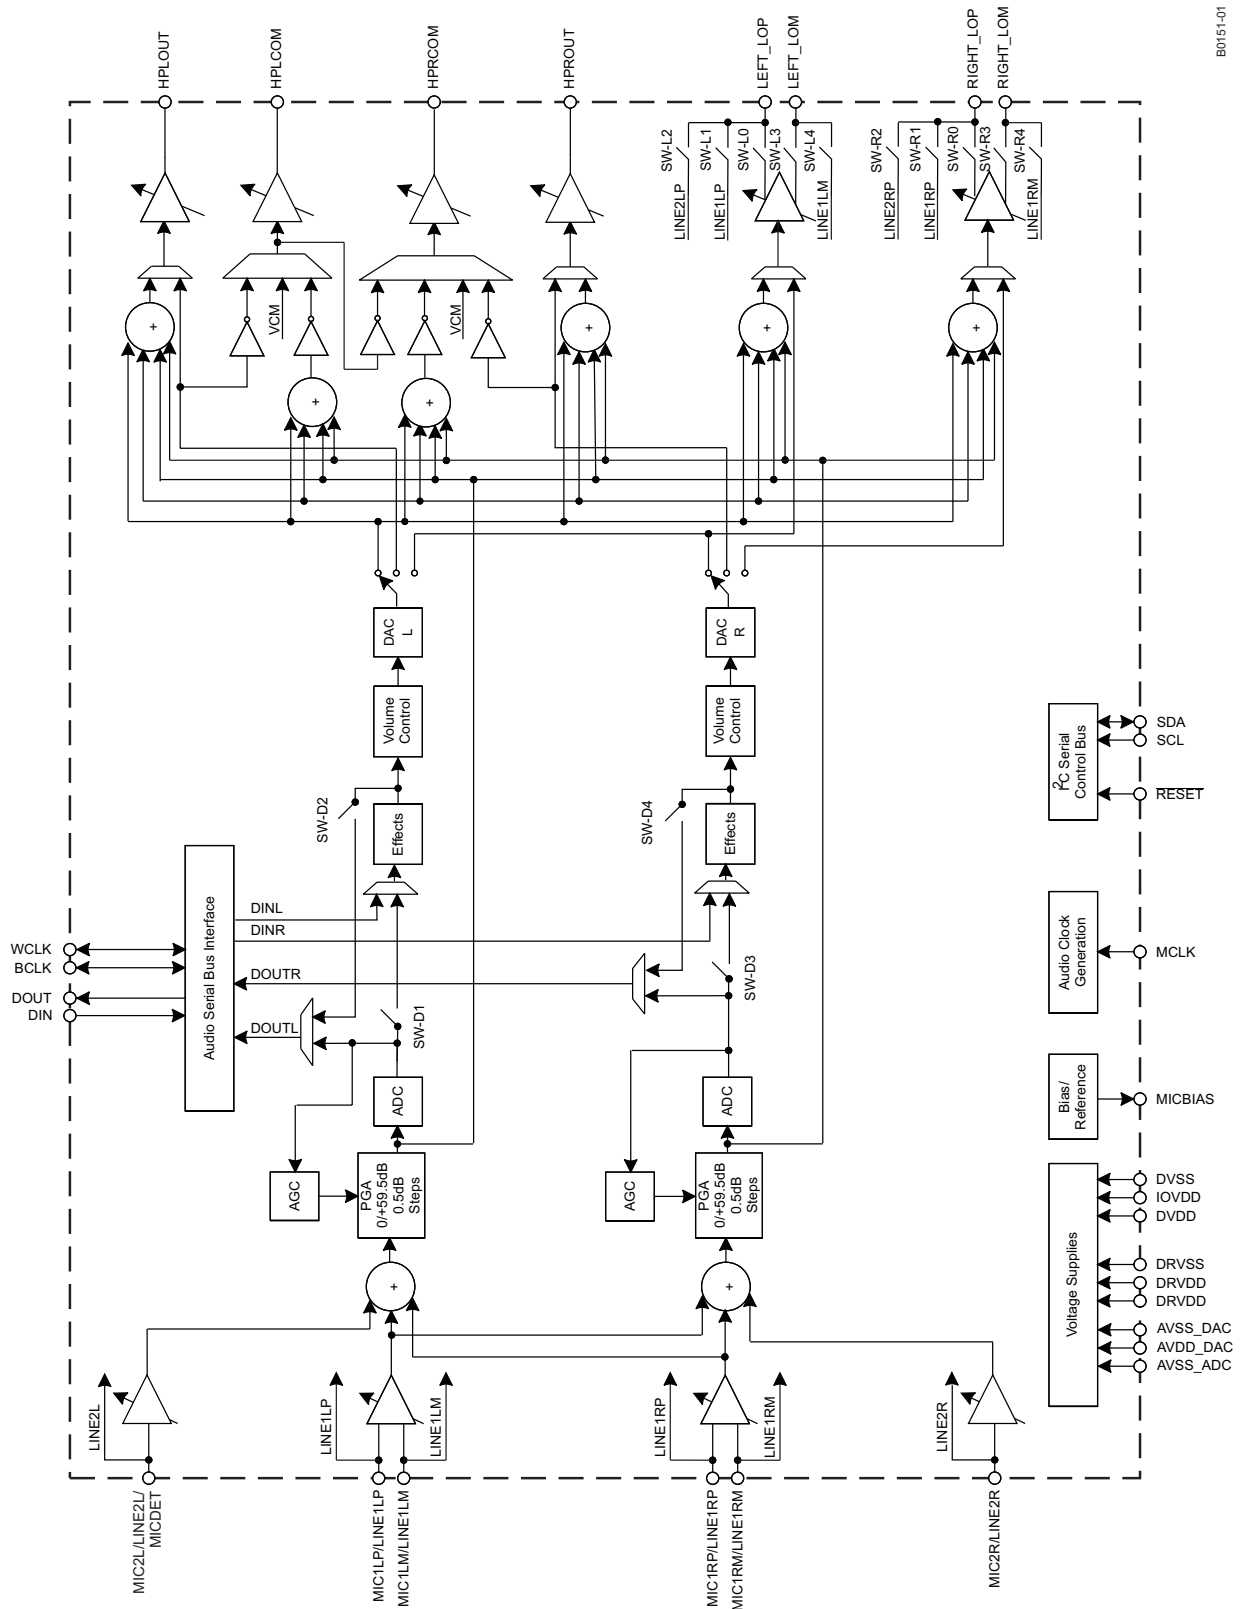 B0151-01
HPLOUT
HPLCOM
HPRCOM
HPROUT
LEFT_LOP
LEFT_LOM
RIGHT_LOP
RIGHT_LOM
SW-L2
SW-L1
SW-L0
SW-L3
SW-L4
LINE2LP
LINE1LP
LINE1LM
SW-R2
SW-R1
SW-R0
SW-R3
SW-R4
LINE2RP
LINE1RP
LINE1RM
VCM
VCM
+
+
+
+
+
+
DAC
L
DAC
R
Volume
Control
Volume
Control
SW-D2
SW-D4
Effects
Effects
I2C Serial
Control Bus
SDA
SCL
RESET
Audio Serial Bus Interface
WCLK
BCLK
DOUT
DIN
DINL
DINR
DOUTR
DOUTL
SW-D1
SW-D3
Audio Clock
Generation
MCLK
ADC
ADC
Bias/
Reference
MICBIAS
AGC
PGA
0/+59.5dB
0.5dB
Steps
AGC
PGA
0/+59.5dB
0.5dB
Steps
+
+
Voltage Supplies
DVSS
IOVDD
DVDD
DRVSS
DRVDD
DRVDD
AVSS_DAC
AVDD_DAC
AVSS_ADC
LINE2L
LINE1LP
LINE1LM
LINE1RP
LINE1RM
LINE2R
MIC2L/LINE2L/
MICDET
MIC1LP/LINE1LP
MIC1LM/LINE1LM
MIC1RP/LINE1RP
MIC1RM/LINE1RM
MIC2R/LINE2R